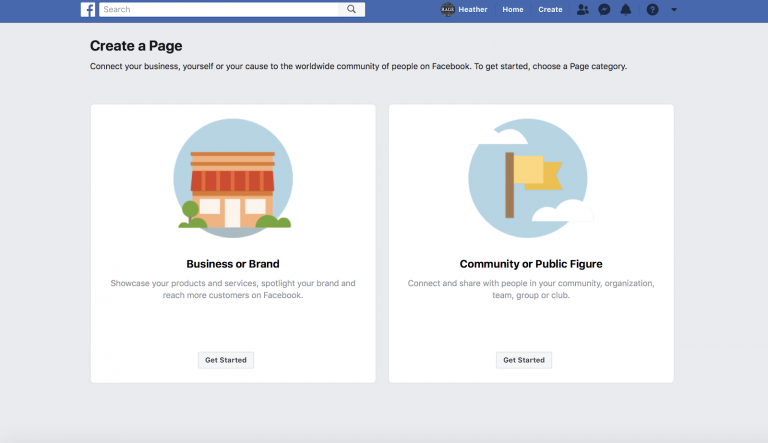 f Search Heather Home Create
Create a Page
Connect your business, yourself or your cause to the worldwide community of people on Facebook. To get started, choose a Page category.
Business or Brand
Showcase your products and services, spotlight your brand and
reach more customers on Facebook.
Get Started
Community or Public Figure
Connect and share with people in your community, organization,
team, group or club.
Get Started